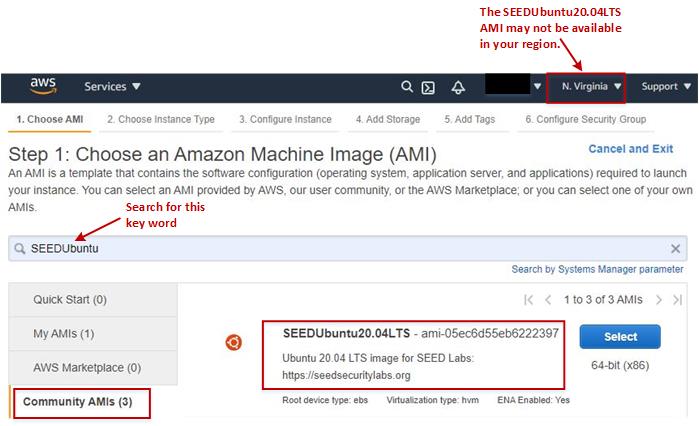 The SEEDUbuntu20.04LTS
AMI may not be available
in your region.
aws Services N. Virginia Support
1. Choose AMI 2. Choose Instance Type 3. Configure Instance 4. Add Storage 5. Add Tags 6. Configure Security Group
Step 1: Choose an Amazon Machine Image (AMI) Cancel and Exit
An AMI is a template that contains the software configuration (operating system, application server, and applications) required to launch
your instance. You can select an AMI provided by AWS, our user community, or the AWS Marketplace; or you can select one of your own
AMIs.
Search for this
key word
SEEDUbuntu
Search by Systems Manager parameter
Quick Start (0)
1 to 3 of 3 AMIs
My AMIs (1)
SEEDUbuntu20.04LTS - ami-05ec6d55eb6222397
Select
Ubuntu 20.04 LTS image for SEED Labs:
https://seedsecuritylabs.org
64-bit (x86)
AWS Marketplace (0)
Community AMIs (3)
Root device type: ebs Virtualization type: hvm ENA Enabled: Yes